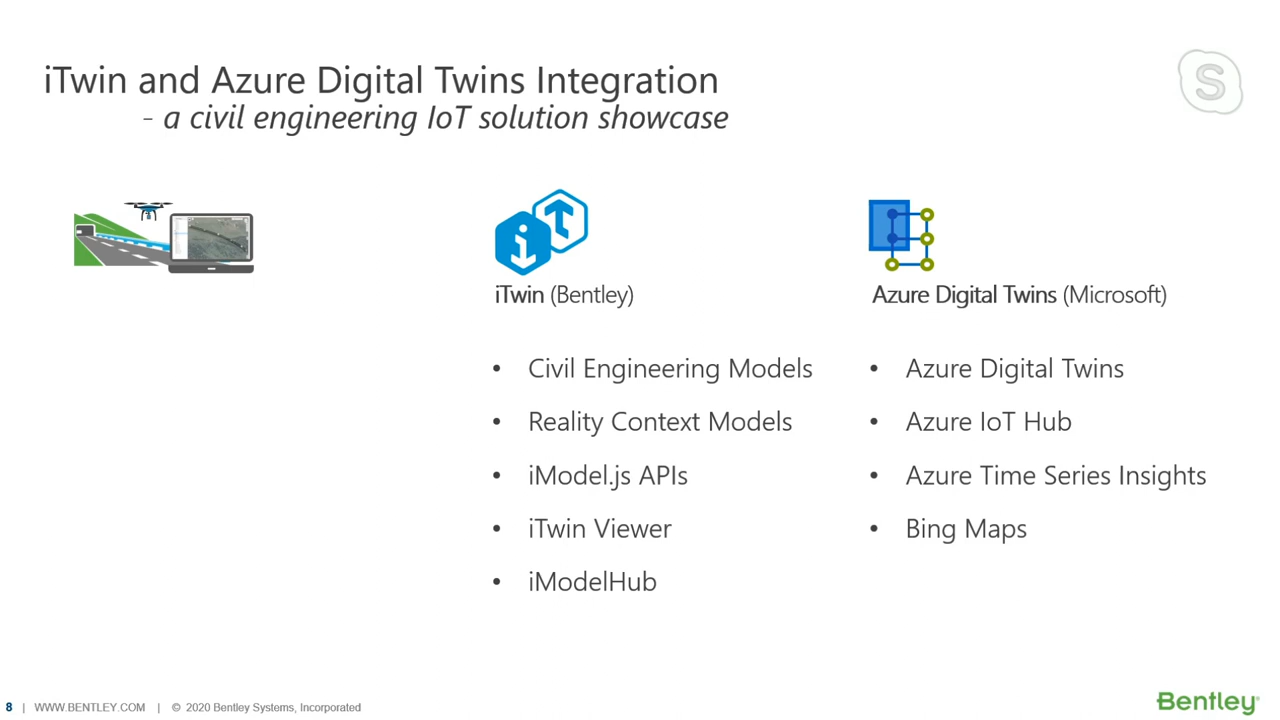 iTwin and Azure Digital Twins Integration
- a civil engineering IoT solution showcase
S
iT
iTwin (Bentley)
• Civil Engineering Models
• Reality Context Models
• iModel.js APIs
• iTwin Viewer
• iModelHub
Azure Digital Twins (Microsoft)
• Azure Digital Twins
• Azure IoT Hub
• Azure Time Series Insights
• Bing Maps
8 | WWW.BENTLEY.COM | © 2020 Bentley Systems, Incorporated
Bentley®